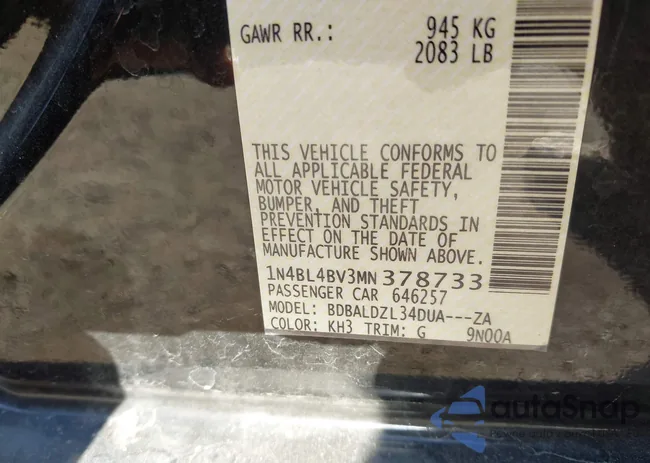 GAWR RR.: 945 KG
2083 LB
THIS VEHICLE CONFORMS TO
ALL APPLICABLE FEDERAL
MOTOR VEHICLE SAFETY,
BUMPER, AND THEFT
PREVENTION STANDARDS IN
EFFECT ON THE DATE OF
MANUFACTURE SHOWN ABOVE.
1N4BL4BV3MN378733
PASSENGER CAR 646257
MODEL: BDBALDZL34DUA---ZA
COLOR: KH3 TRIM: G 9N00A
autoSnap